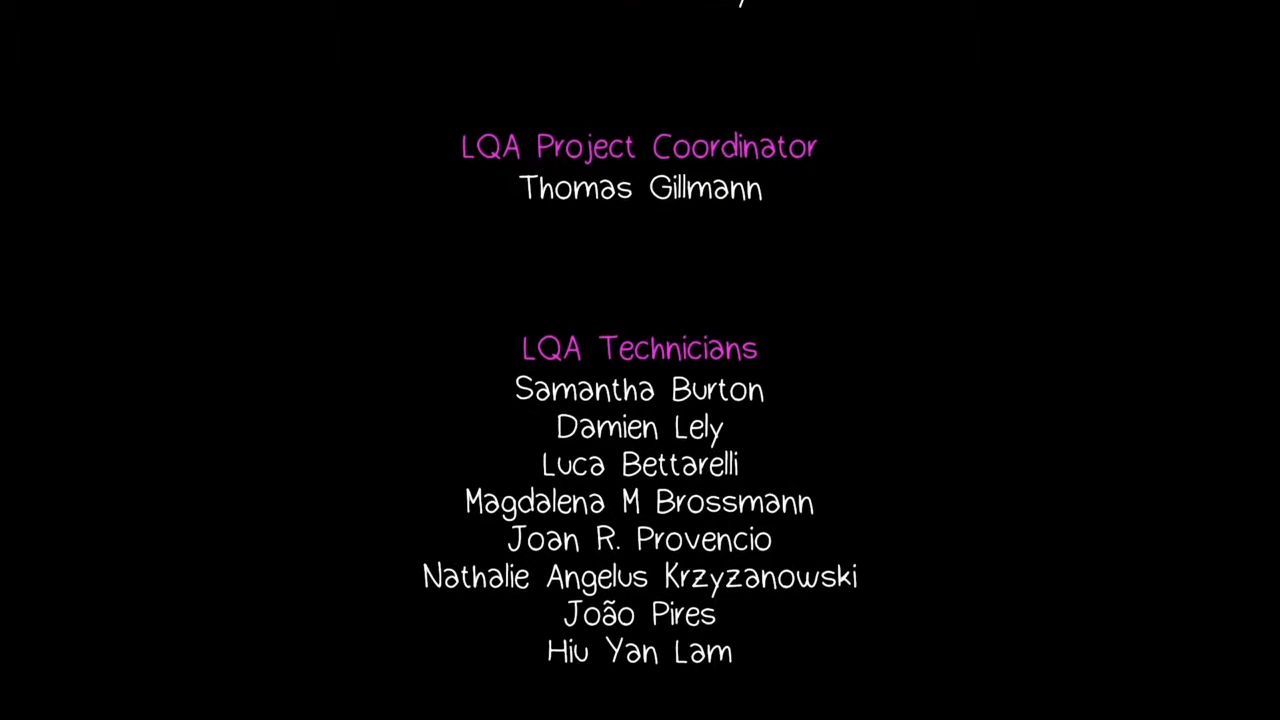 LQA Project Coordinator
Thomas Gillmann
LQA Technicians
Samantha Burton
Damien Lely
Luca Bettarelli
Magdalena M Brossmann
Joan R. Provencio
Nathalie Angelus Krzyzanowski
João Pires
Hiu Yan Lam